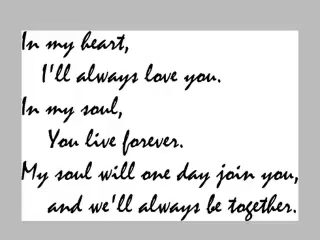 In my heart,
I'll always love you.
In my soul,
You live forever.
My soul will one day join you,
and we'll always be together.